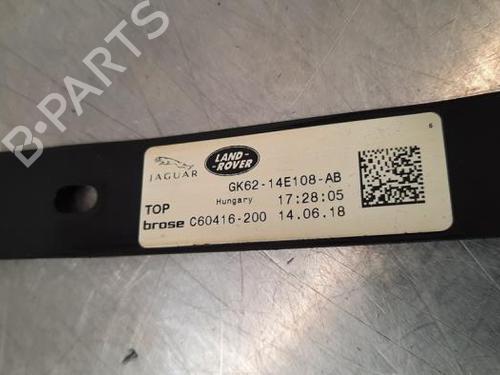 B-PARTS
JAGUAR
LAND-
ROVER
GK62-14E108-AB
Hungary 17:28:05
TOP
brose C60416-200 14.06.18
6